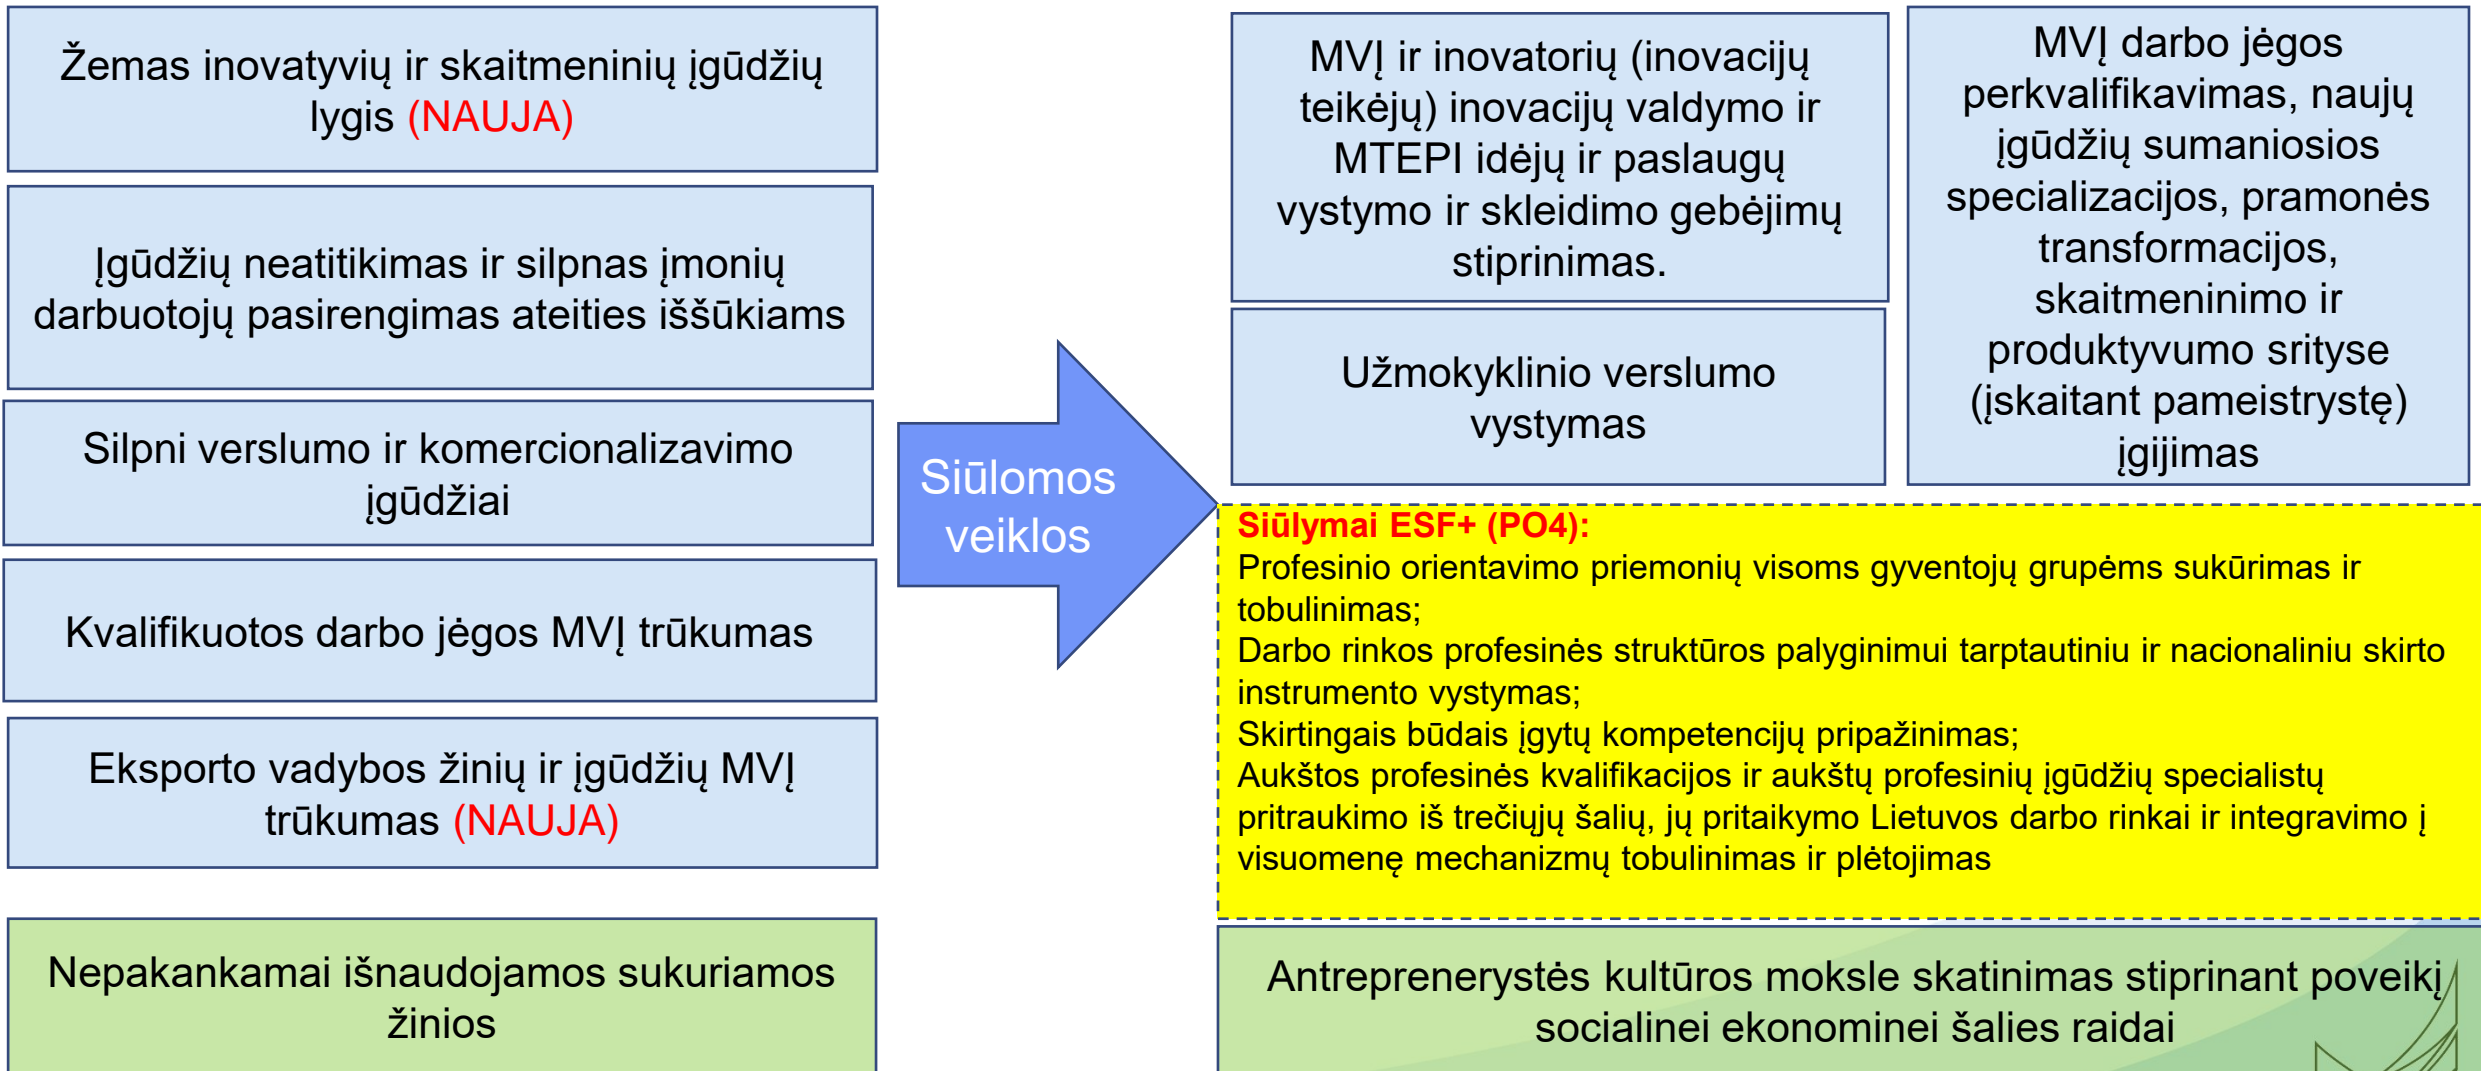 Žemas inovatyvių ir skaitmeninių įgūdžių
lygis (NAUJA)
Įgūdžių neatitikimas ir silpnas įmonių
darbuotojų pasirengimas ateities iššūkiams
Silpni verslumo ir komercionalizavimo
įgūdžiai
Kvalifikuotos darbo jėgos MVĮ trūkumas
Eksporto vadybos žinių ir įgūdžių MVĮ
trūkumas (NAUJA)
Nepakankamai išnaudojamos sukuriamos
žinios
Siūlomos
veiklos
MVĮ ir inovatorių (inovacijų
teikėjų) inovacijų valdymo ir
MTEPI idėjų ir paslaugų
vystymo ir skleidimo gebėjimų
stiprinimas.
Užmokyklinio verslumo
vystymas
MVĮ darbo jėgos
perkvalifikavimas, naujų
įgūdžių sumaniosios
specializacijos, pramonės
transformacijos,
skaitmeninimo ir
produktyvumo srityse
(įskaitant pameistrystę)
įgijimas
Siūlymai ESF+ (PO4):
Profesinio orientavimo priemonių visoms gyventojų grupėms sukūrimas ir
tobulinimas;
Darbo rinkos profesinės struktūros palyginimui tarptautiniu ir nacionaliniu skirto
instrumento vystymas;
Skirtingais būdais įgytų kompetencijų pripažinimas;
Aukštos profesinės kvalifikacijos ir aukštų profesinių įgūdžių specialistų
pritraukimo iš trečiųjų šalių, jų pritaikymo Lietuvos darbo rinkai ir integravimo į
visuomenę mechanizmų tobulinimas ir plėtojimas
Antreprenerystės kultūros moksle skatinimas stiprinant poveikį
socialinei ekonominei šalies raidai